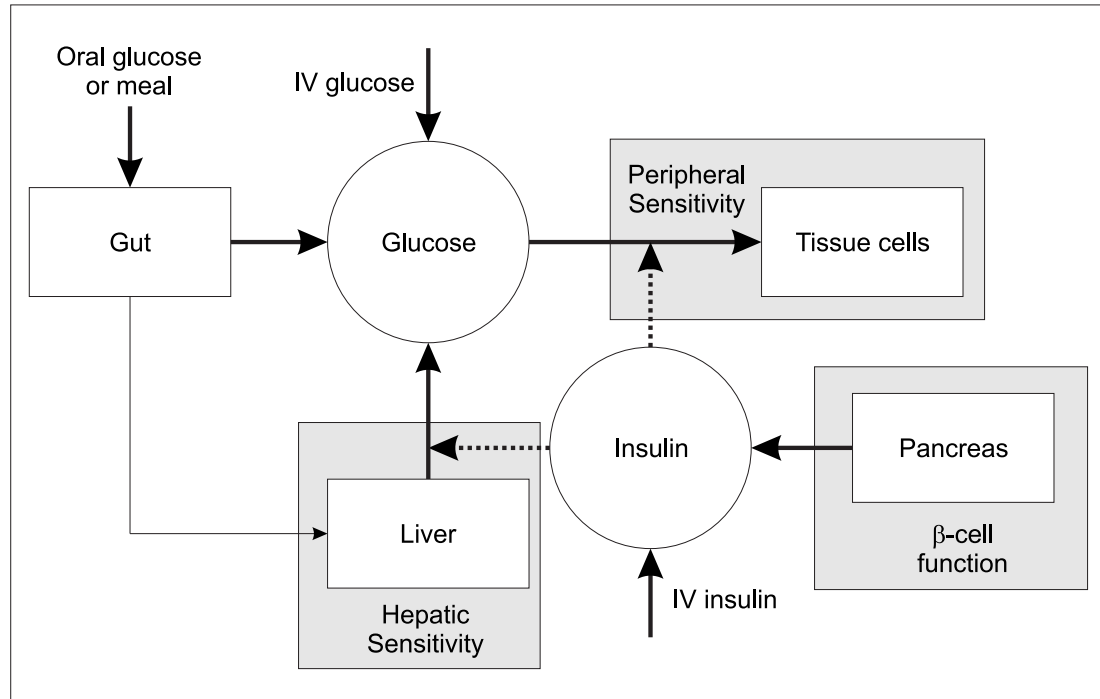 Oral glucose
or meal
IV glucose
Peripheral
Sensitivity
Gut
Glucose
Tissue cells
Insulin
Pancreas
Liver
β-cell
function
IV insulin
Hepatic
Sensitivity